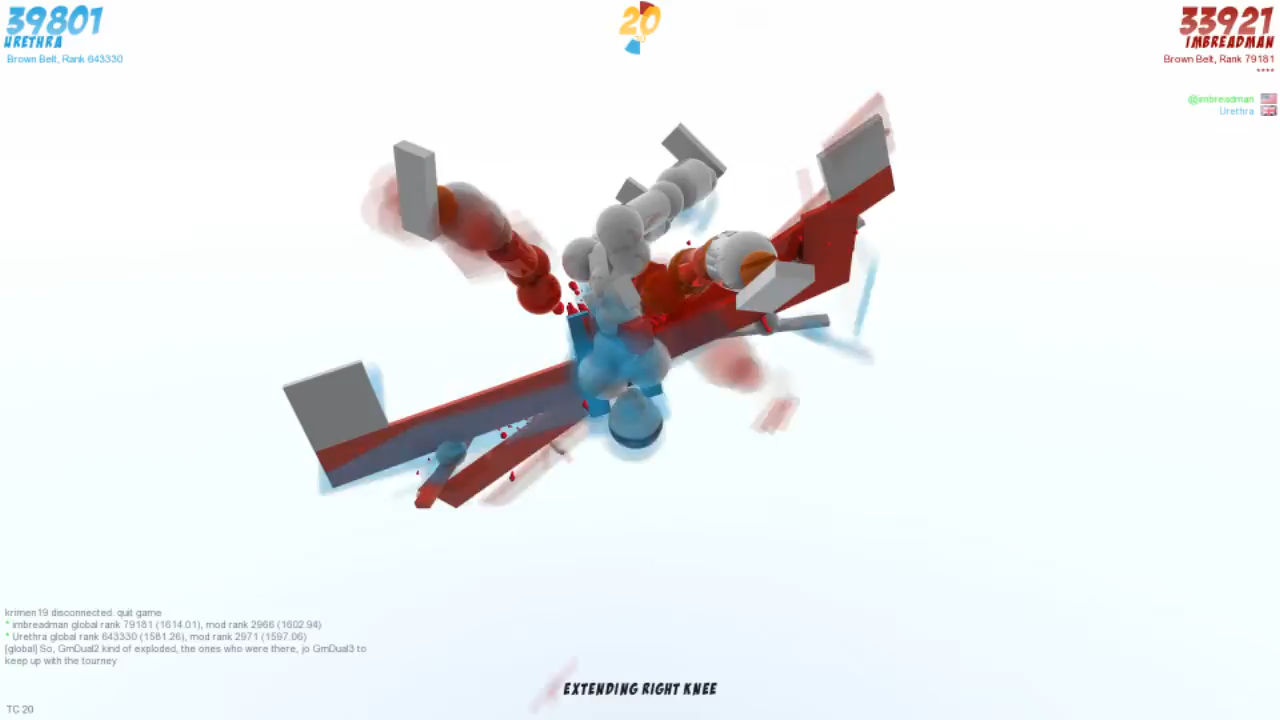 39801
URETHRA
Brown Belt, Rank 643330
20
33921
IMBREADMAN
Brown Belt, Rank 79181
@imbreadman
Urethra
krimen19 disconnected. quit game
* imbreadman global rank 79181 (1614.01), mod rank 2966 (1602.94)
* Urethra global rank 643330 (1581.26), mod rank 2971 (1597.06)
[global] So, GmDual2 kind of exploded, the ones who were there, jo GmDual3 to
keep up with the tourney
EXTENDING RIGHT KNEE
TC 20